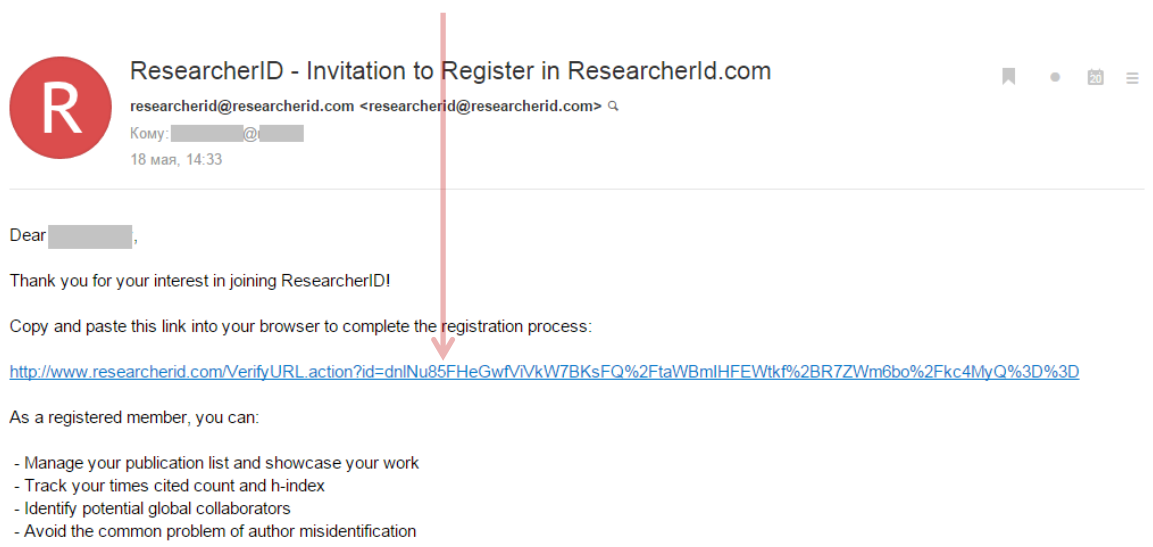 R
ResearcherID - Invitation to Register in ResearcherId.com
researcherid@researcherid.com <researcherid@researcherid.com>
Кому: @
18 мая, 14:33
20
Dear ,
Thank you for your interest in joining ResearcherID!
Copy and paste this link into your browser to complete the registration process:
http://www.researcherid.com/VerifyURL.action?id=dnlNu85FHeGwfViVkW7BKsFQ%2FtaWBmIHFEWtkf%2BR7ZWm6bo%2Fkc4MyQ%3D%3D
As a registered member, you can:
- Manage your publication list and showcase your work
- Track your times cited count and h-index
- Identify potential global collaborators
- Avoid the common problem of author misidentification